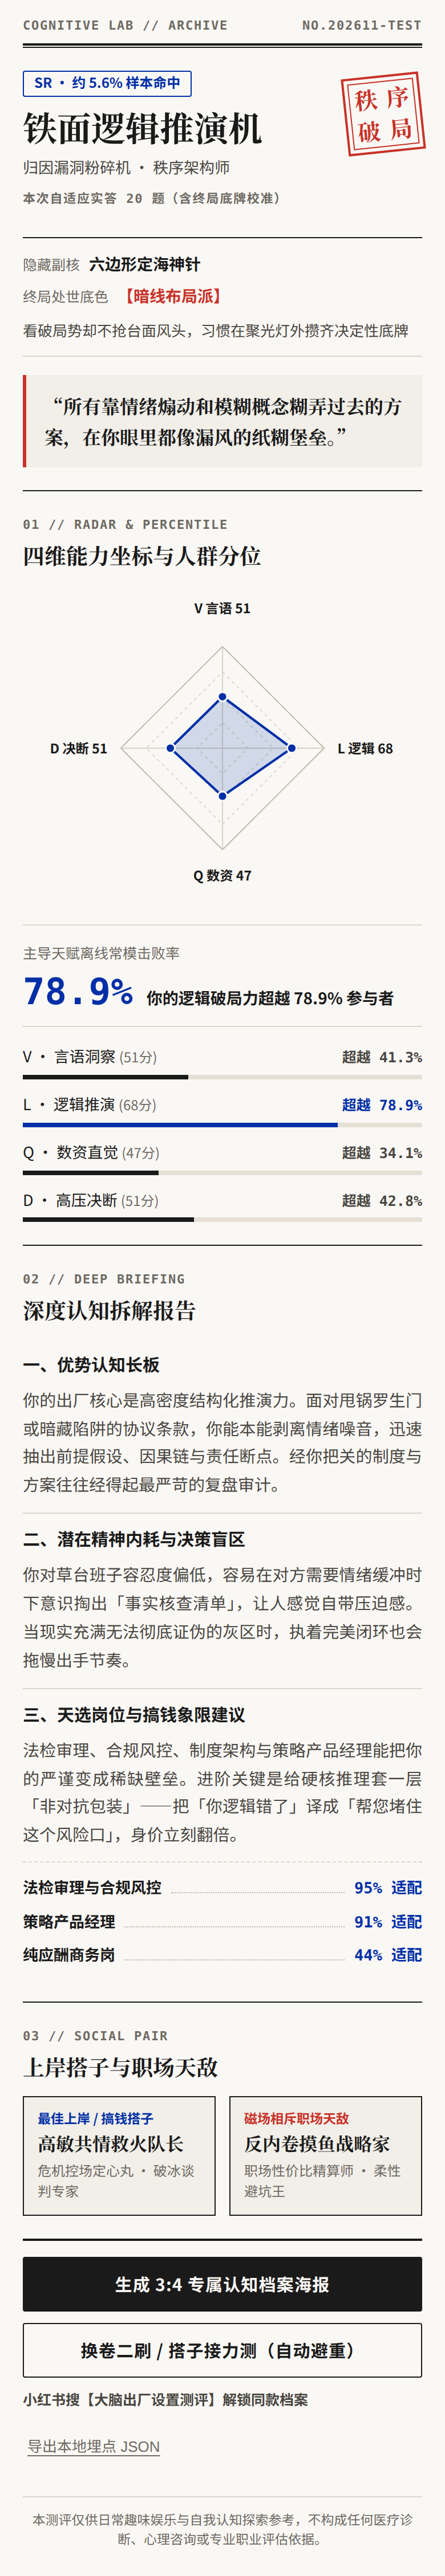 COGNITIVE LAB // ARCHIVE
NO.202611-TEST
SR · 约 5.6% 样本命中
秩序
破局
铁面逻辑推演机
归因漏洞粉碎机 · 秩序架构师
本次自适应实答 20 题（含终局底牌校准）
隐藏副核 六边形定海神针
终局处世底色 【暗线布局派】
看破局势却不抢台面风头，习惯在聚光灯外攒齐决定性底牌
“所有靠情绪煽动和模糊概念糊弄过去的方
案，在你眼里都像漏风的纸糊堡垒。”
01 // RADAR & PERCENTILE
四维能力坐标与人群分位
V 言语 51
D 决断 51
L 逻辑 68
Q 数资 47
主导天赋离线常模击败率
78.9% 你的逻辑破局力超越 78.9% 参与者
V · 言语洞察 (51分) 超越 41.3%
L · 逻辑推演 (68分) 超越 78.9%
Q · 数资直觉 (47分) 超越 34.1%
D · 高压决断 (51分) 超越 42.8%
02 // DEEP BRIEFING
深度认知拆解报告
一、优势认知长板
你的出厂核心是高密度结构化推演力。面对甩锅罗生门
或暗藏陷阱的协议条款，你能本能剥离情绪噪音，迅速
抽出前提假设、因果链与责任断点。经你把关的制度与
方案往往经得起最严苛的复盘审计。
二、潜在精神内耗与决策盲区
你对草台班子容忍度偏低，容易在对方需要情绪缓冲时
下意识掏出「事实核查清单」，让人感觉自带压迫感。
当现实充满无法彻底证伪的灰区时，执着完美闭环也会
拖慢出手节奏。
三、天选岗位与搞钱象限建议
法检审理、合规风控、制度架构与策略产品经理能把你
的严谨变成稀缺壁垒。进阶关键是给硬核推理套一层
「非对抗包装」——把「你逻辑错了」译成「帮您堵住
这个风险口」，身价立刻翻倍。
法检审理与合规风控 95% 适配
策略产品经理 91% 适配
纯应酬商务岗 44% 适配
03 // SOCIAL PAIR
上岸搭子与职场天敌
最佳上岸 / 搞钱搭子
高敏共情救火队长
危机控场定心丸 · 破冰谈
判专家
磁场相斥职场天敌
反内卷摸鱼战略家
职场性价比精算师 · 柔性
避坑王
生成 3:4 专属认知档案海报
换卷二刷 / 搭子接力测（自动避重）
小红书搜【大脑出厂设置测评】解锁同款档案
导出本地埋点 JSON
本测评仅供日常趣味娱乐与自我认知探索参考，不构成任何医疗诊
断、心理咨询或专业职业评估依据。